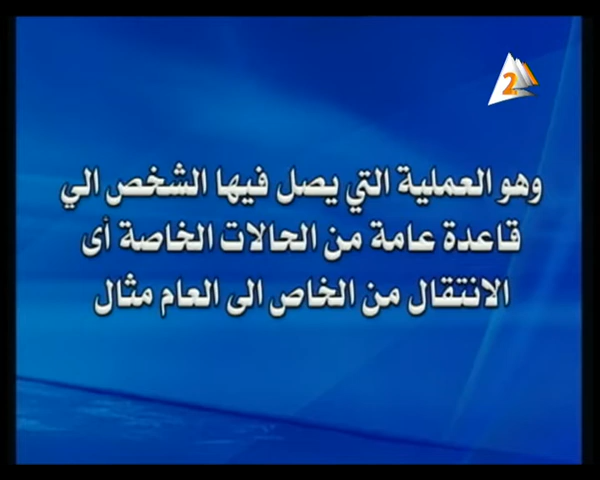 2
وهو العملية التي يصل فيها الشخص الي
قاعدة عامة من الحالات الخاصة أى
الانتقال من الخاص الى العام مثال